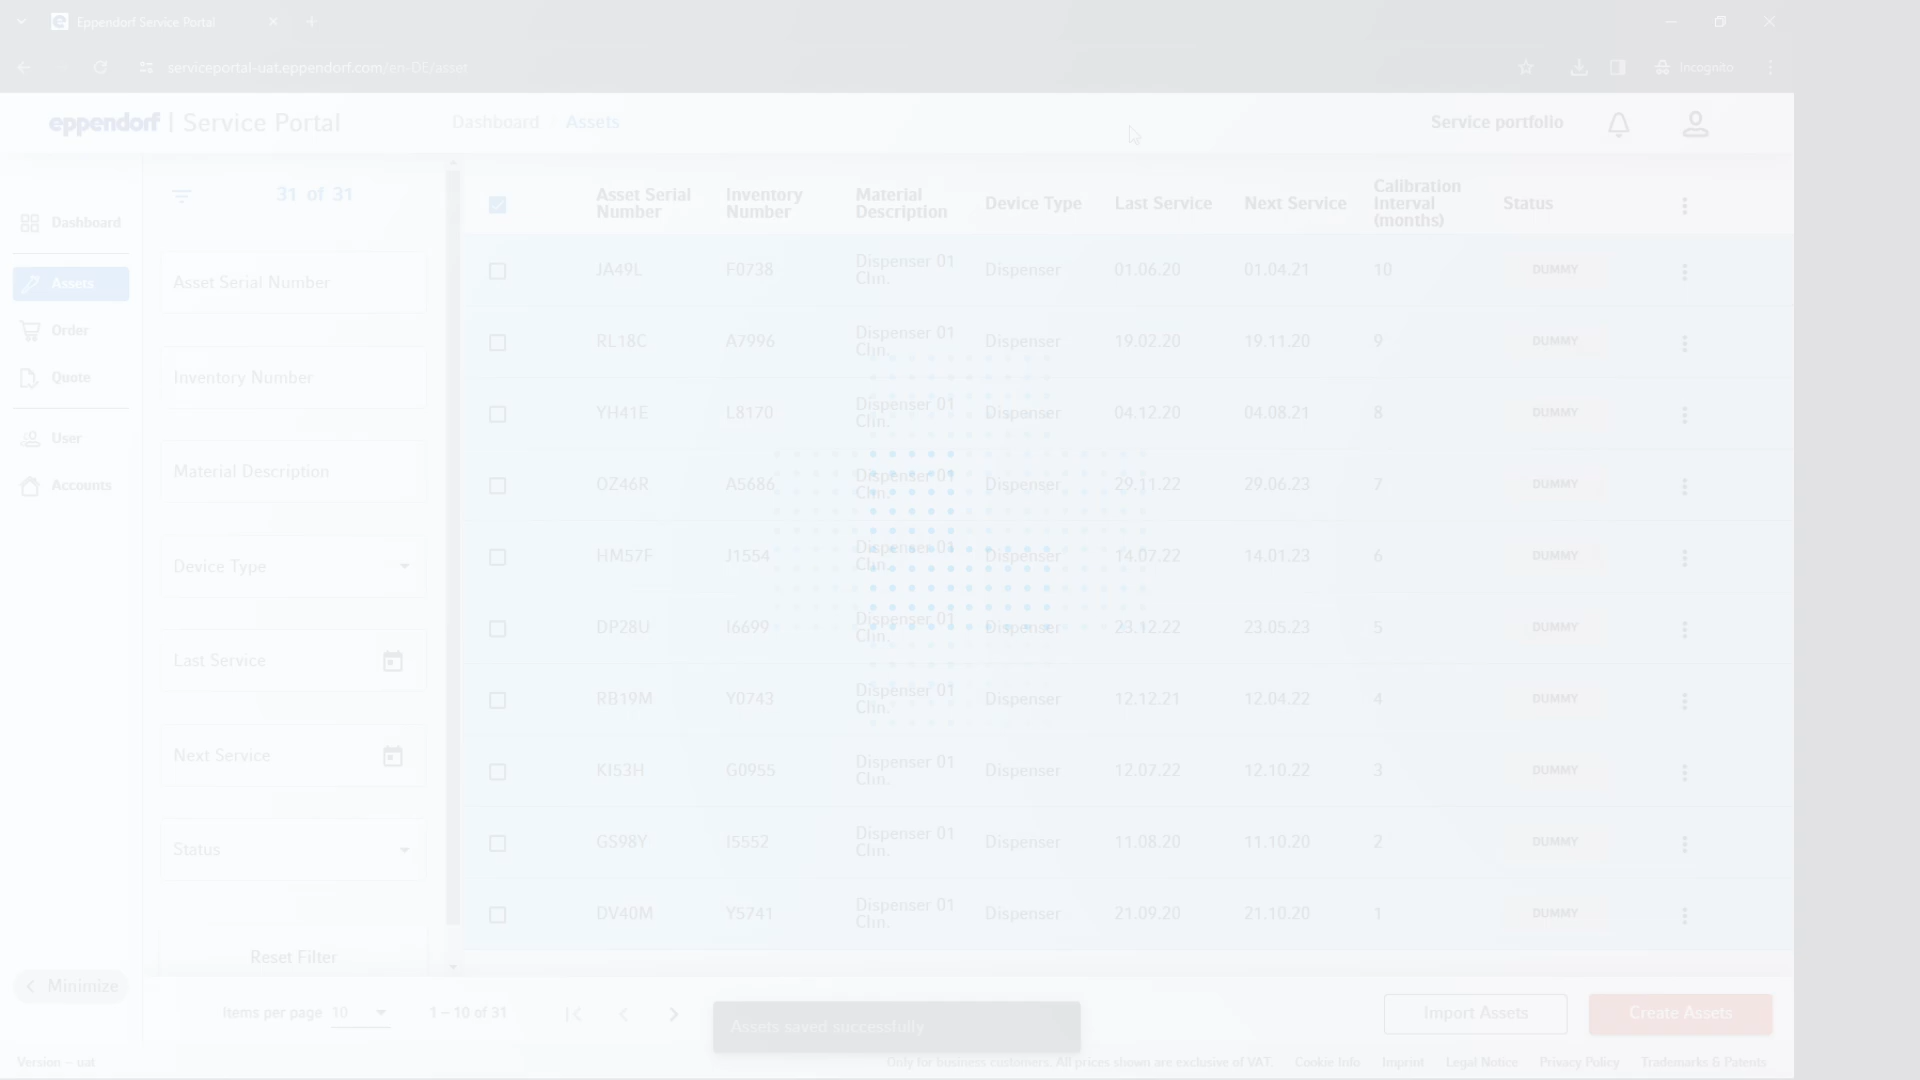 Eppendorf Service Portal
serviceportal-uat.eppendorf.com/en-DE/asset
Incognito
eppendorf | Service Portal
Dashboard
Assets
Service portfolio
31 of 31
Dashboard
Assets
Order
Quote
User
Accounts
Minimize
Asset Serial Number
Inventory Number
Material Description
Device Type
Last Service
Next Service
Status
Reset Filter
Asset Serial Number
Inventory Number
Material Description
Device Type
Last Service
Next Service
Calibration Interval (months)
Status
JA49L F0738 Dispenser 01 Clin. Dispenser 01.06.20 01.04.21 10 DUMMY
RL18C A7996 Dispenser 01 Clin. Dispenser 19.02.20 19.11.20 9 DUMMY
YH41E L8170 Dispenser 01 Clin. Dispenser 04.12.20 04.08.21 8 DUMMY
OZ46R A5686 Dispenser 01 Clin. Dispenser 29.11.22 29.06.23 7 DUMMY
HM57F J1554 Dispenser 01 Clin. Dispenser 14.07.22 14.01.23 6 DUMMY
DP28U I6699 Dispenser 01 Clin. Dispenser 23.12.22 23.05.23 5 DUMMY
RB19M Y0743 Dispenser 01 Clin. Dispenser 12.12.21 12.04.22 4 DUMMY
KI53H G0955 Dispenser 01 Clin. Dispenser 12.07.22 12.10.22 3 DUMMY
GS98Y I5552 Dispenser 01 Clin. Dispenser 11.08.20 11.10.20 2 DUMMY
DV40M Y5741 Dispenser 01 Clin. Dispenser 21.09.20 21.10.20 1 DUMMY
Items per page 10
1 – 10 of 31
Assets saved successfully
Import Assets
Create Assets
Version – uat
Only for business customers. All prices shown are exclusive of VAT
Cookie Info
Imprint
Legal Notice
Privacy Policy
Trademarks & Patents